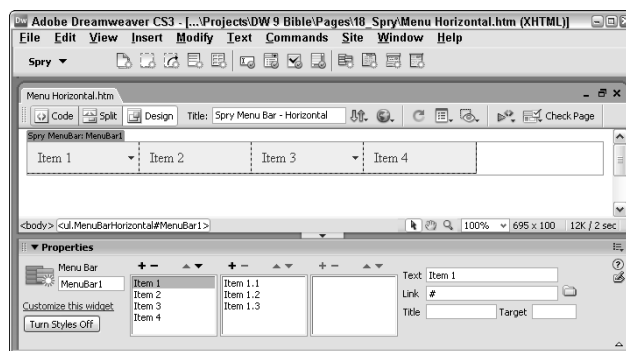 Dw Adobe Dreamweaver CS3 - [...\Projects\DW 9 Bible\Pages\18_Spry\Menu Horizontal.htm (XHTML)]
File Edit View Insert Modify Text Commands Site Window Help
Spry
Menu Horizontal.htm
Code Split Design Title: Spry Menu Bar - Horizontal Check Page
Spry MenuBar: MenuBar1
Item 1 Item 2 Item 3 Item 4
<body> <ul.MenuBarHorizontal#MenuBar1> 100% 695 x 100 12K / 2 sec
Properties
Menu Bar
MenuBar1
Customize this widget
Turn Styles Off
Item 1
Item 2
Item 3
Item 4
Item 1.1
Item 1.2
Item 1.3
Text Item 1
Link #
Title Target